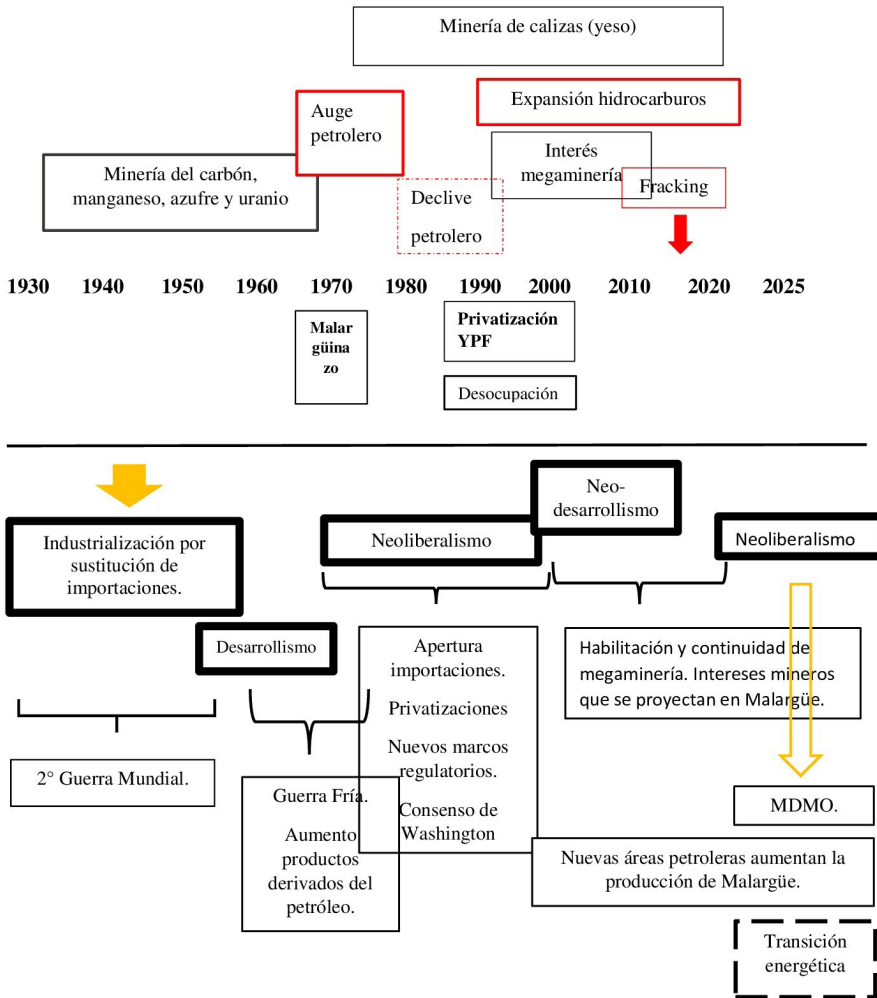 Minería de calizas (yeso)
Expansión hidrocarburos
Auge
petrolero
Interés
megaminería
Minería del carbón,
manganeso, azufre y uranio
Fracking
Declive
petrolero
1930 1940 1950 1960 1970 1980 1990 2000 2010 2020 2025
Malar
güina
zo
Privatización
YPF
Desocupación
Neo-
desarrollismo
Industrialización por
sustitución de
importaciones.
Neoliberalismo
Neoliberalismo
Desarrollismo
Apertura
importaciones.
Privatizaciones
Nuevos marcos
regulatorios.
Consenso de
Washington
Habilitación y continuidad de
megaminería. Intereses mineros
que se proyectan en Malargüe.
2° Guerra Mundial.
Guerra Fría.
Aumento
productos
derivados del
petróleo.
MDMO.
Nuevas áreas petroleras aumentan la
producción de Malargüe.
Transición
energética